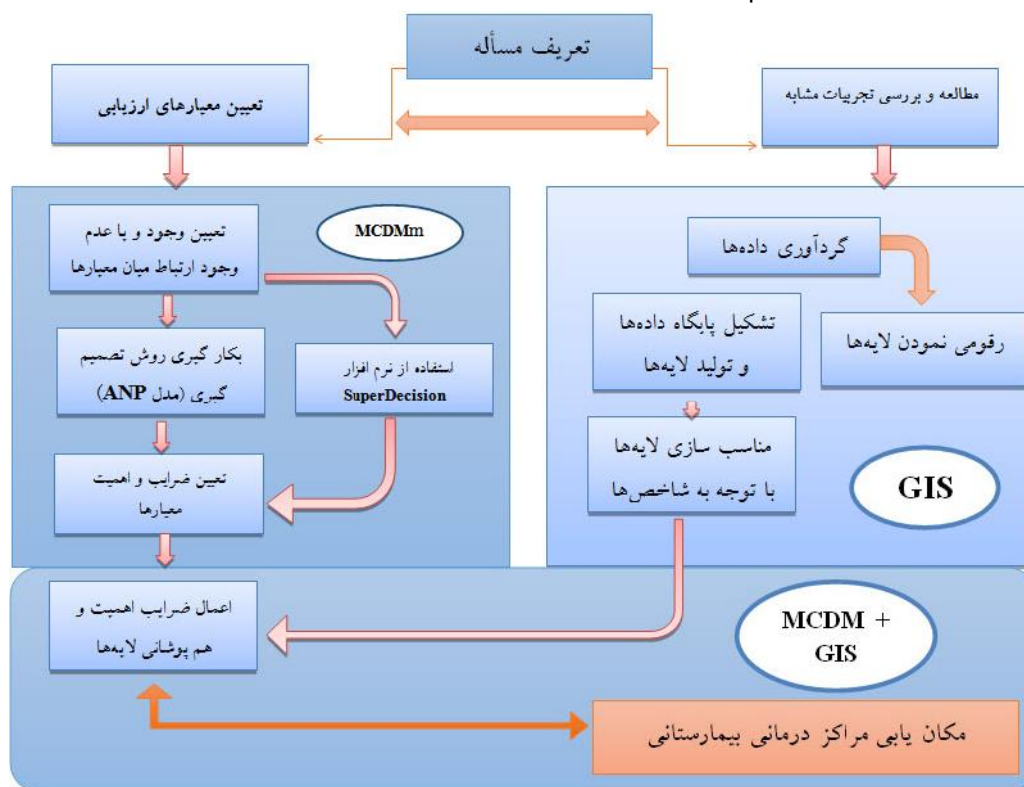 تعریف مسأله
مطالعه و بررسی تجربیات مشابه
تعیین معیارهای ارزیابی
گردآوری داده‌ها
رقومی نمودن لایه‌ها
تشکیل پایگاه داده‌ها
و تولید لایه‌ها
مناسب سازی لایه‌ها
با توجه به شاخص‌ها
GIS
MCDMm
تعیین وجود و یا عدم
وجود ارتباط میان معیارها
بکار گیری روش تصمیم
گیری (مدل ANP)
استفاده از نرم افزار
SuperDecision
تعیین ضرایب و اهمیت
معیارها
اعمال ضرایب اهمیت و
هم پوشانی لایه‌ها
MCDM +
GIS
مکان یابی مراکز درمانی بیمارستانی